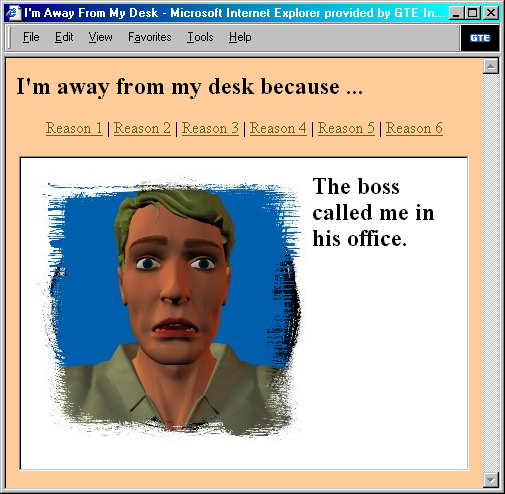 I'm Away From My Desk - Microsoft Internet Explorer provided by GTE In...
File Edit View Favorites Tools Help
GTE
I'm away from my desk because ...
Reason 1 | Reason 2 | Reason 3 | Reason 4 | Reason 5 | Reason 6
The boss
called me in
his office.